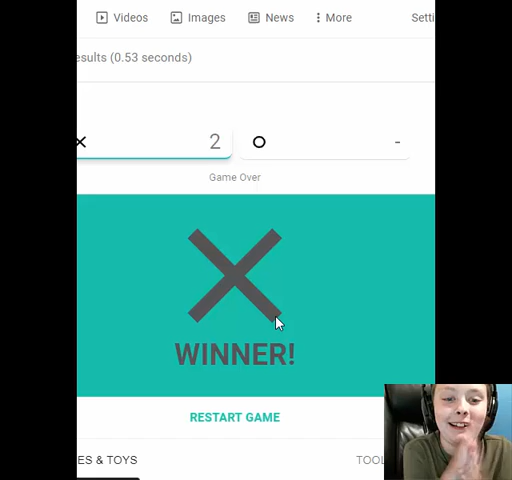 Videos Images News More Setti
esults (0.53 seconds)
2 -
Game Over
WINNER!
RESTART GAME
ES & TOYS TOOL